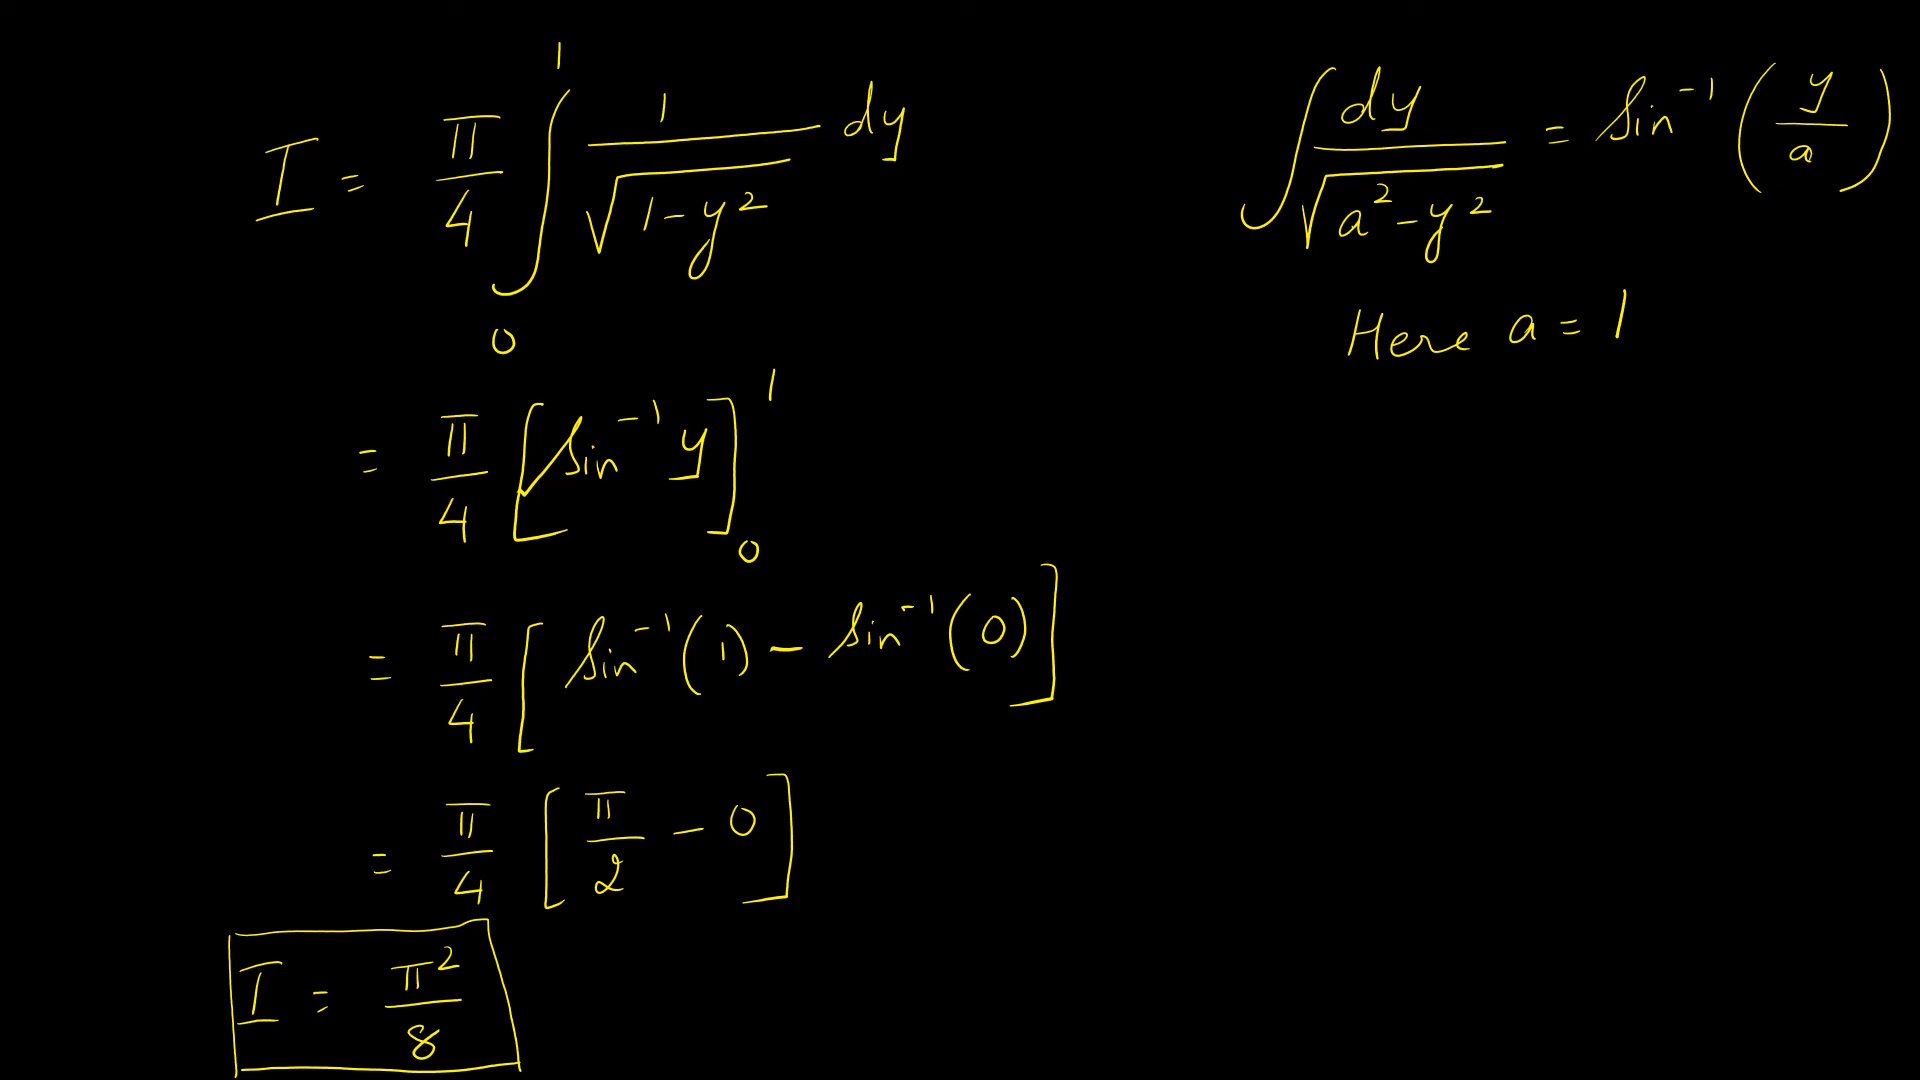 I = π/4 ∫₀¹ 1/√(1-y²) dy
∫ dy/√(a²-y²) = sin⁻¹(y/a)
Here a = 1
= π/4 [sin⁻¹ y]₀¹
= π/4 [sin⁻¹(1) - sin⁻¹(0)]
= π/4 [π/2 - 0]
I = π²/8